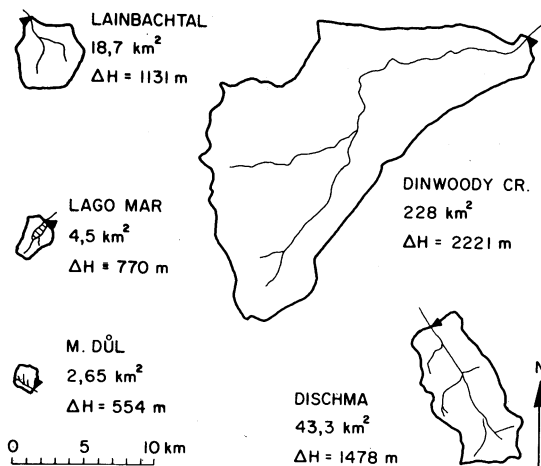 LAINBACHTAL
18,7 km²
ΔH = 1131 m
DINWOODY CR.
228 km²
ΔH = 2221 m
LAGO MAR
4,5 km²
ΔH = 770 m
M. DŮL
2,65 km²
ΔH = 554 m
DISCHMA
43,3 km²
ΔH = 1478 m
N
0 5 10 km